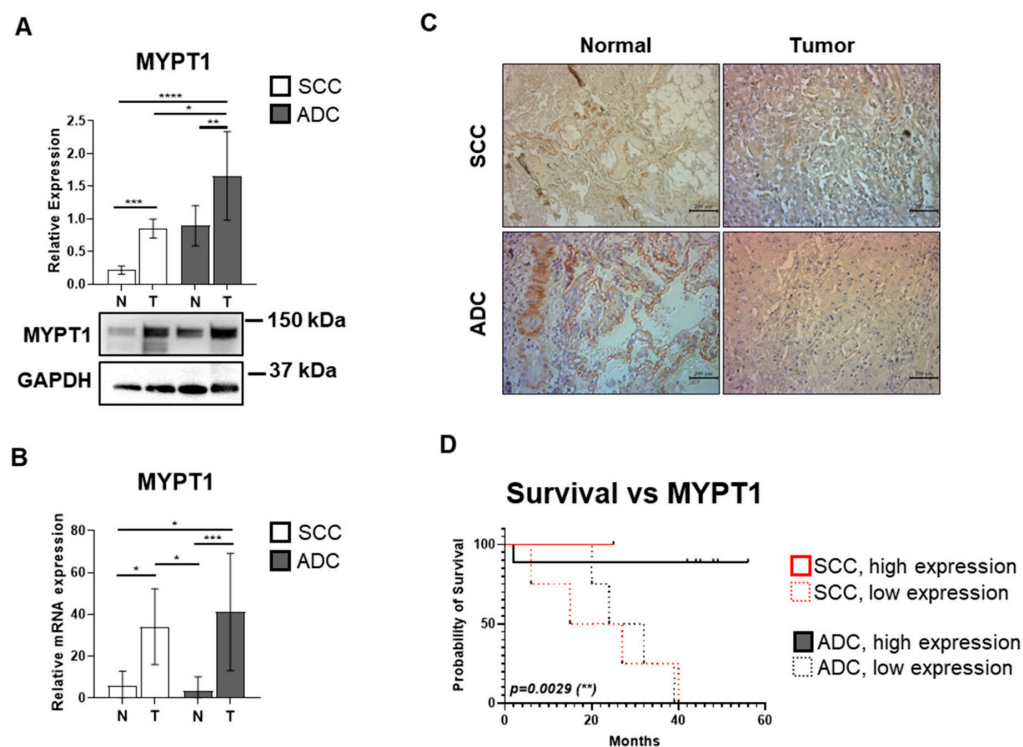 A
MYPT1
SCC
ADC
****
*
**
***
Relative Expression
2.5
2.0
1.5
1.0
0.5
0.0
N T N T
MYPT1
150 kDa
GAPDH
37 kDa
B
MYPT1
SCC
ADC
*
***
*
*
Relative mRNA expression
80
60
40
20
0
N T N T
C
Normal Tumor
SCC
ADC
D
Survival vs MYPT1
Probability of Survival
100
50
0
p=0.0029 (**)
0 20 40 60
Months
SCC, high expression
SCC, low expression
ADC, high expression
ADC, low expression